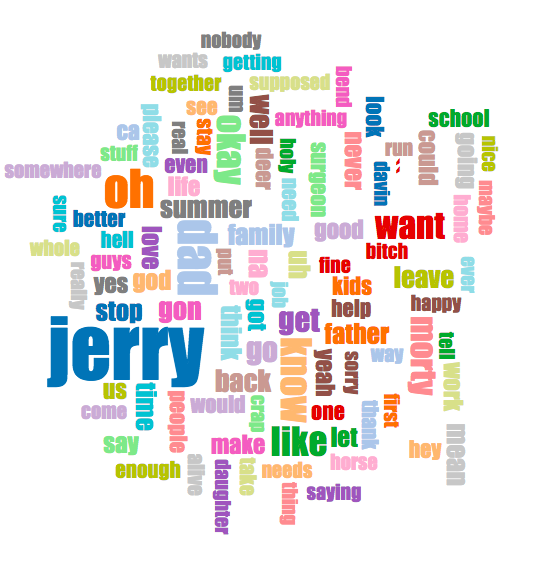 nobody
wants
getting
together
supposed
bend
see
um
well
anything
look
school
please
real
stay
okay
ca
deer
holy
surgeon
never
run
could
going
nice
stuff
even
somewhere
davin
``
life
need
maybe
oh
sure
better
summer
dad
family
good
want
home
hell
love
whole
guys
put
na
uh
fine
bitch
ever
really
yes
god
two
job
kids
leave
stop
gon
got
get
help
happy
jerry
think
go
know
father
morty
tell
yeah
sorry
way
work
back
us
time
people
would
crap
one
thank
first
come
say
make
like
let
hey
mean
enough
alive
daughter
take
needs
horse
thing
saying